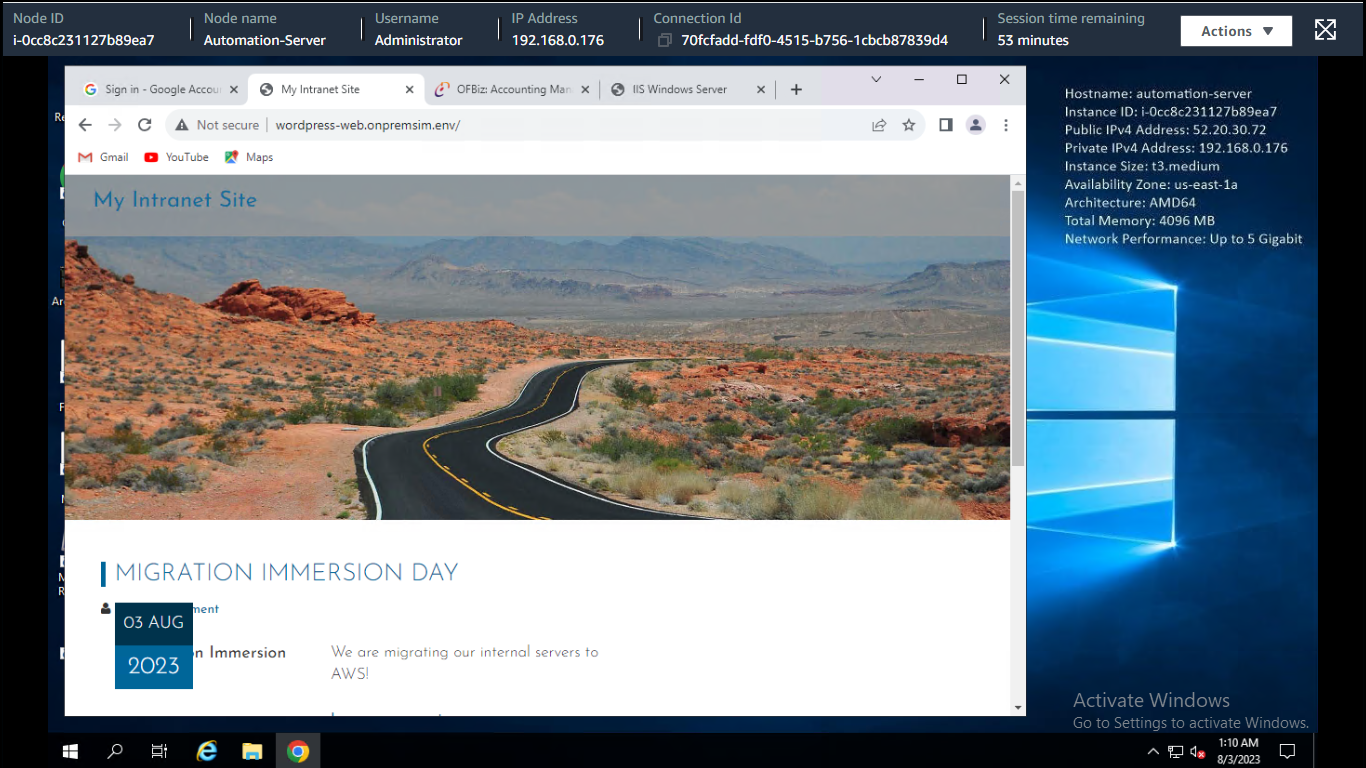 Node ID
i-0cc8c231127b89ea7
Node name
Automation-Server
Username
Administrator
IP Address
192.168.0.176
Connection Id
70fcfadd-fdf0-4515-b756-1cbcb87839d4
Session time remaining
53 minutes
Actions
Sign in - Google Accou
My Intranet Site
OFBiz: Accounting Man
IIS Windows Server
Not secure
wordpress-web.onpremsim.env/
Gmail
YouTube
Maps
My Intranet Site
MIGRATION IMMERSION DAY
ment
03 AUG
2023
n Immersion
We are migrating our internal servers to
AWS!
Hostname: automation-server
Instance ID: i-0cc8c231127b89ea7
Public IPv4 Address: 52.20.30.72
Private IPv4 Address: 192.168.0.176
Instance Size: t3.medium
Availability Zone: us-east-1a
Architecture: AMD64
Total Memory: 4096 MB
Network Performance: Up to 5 Gigabit
Activate Windows
Go to Settings to activate Windows.
1:10 AM
8/3/2023